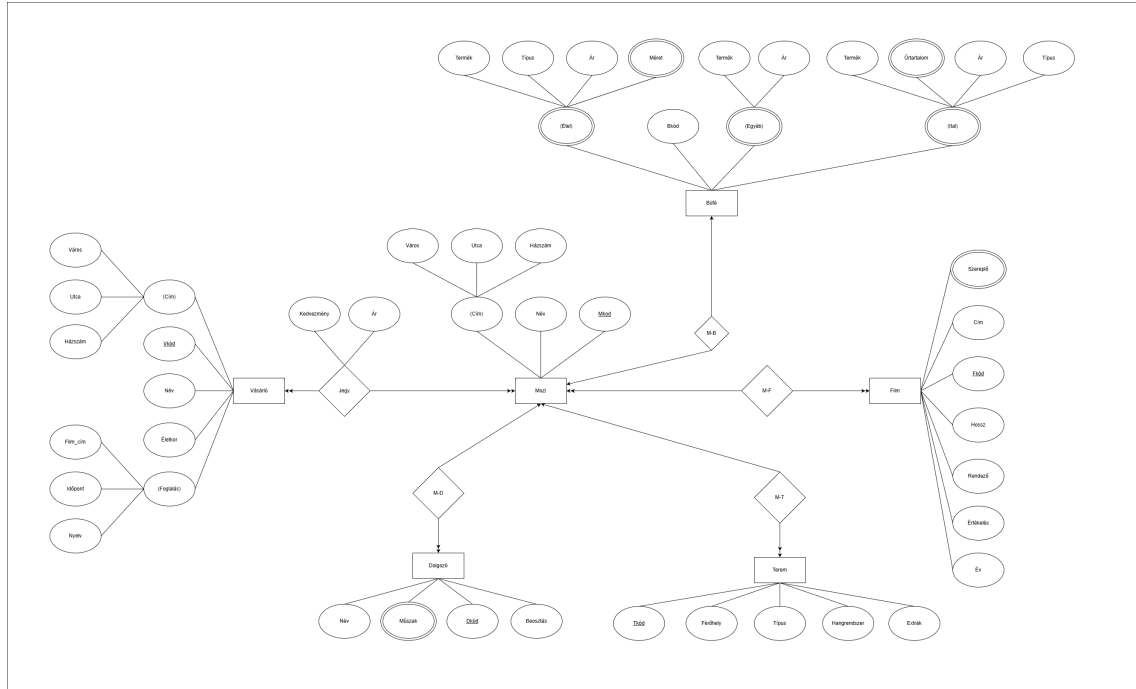 Termék
Típus
Ár
Méret
Termék
Ár
Termék
Űrtartalom
Ár
Típus
(Étel)
Bkód
(Egyéb)
(Ital)
Büfé
Város
Utca
Házszám
Város
Utca
Házszám
(Cím)
Vkód
Név
Életkor
(Foglalás)
Film_cím
Időpont
Nyelv
Vásárló
Kedvezmény
Ár
Jegy
(Cím)
Név
Mkod
Mozi
M-B
M-F
Film
Szereplő
Cím
Fkód
Hossz
Rendező
Értékelés
Év
M-D
M-T
Dolgozó
Terem
Név
Műszak
Dkód
Beosztás
Tkód
Férőhely
Típus
Hangrendszer
Extrák